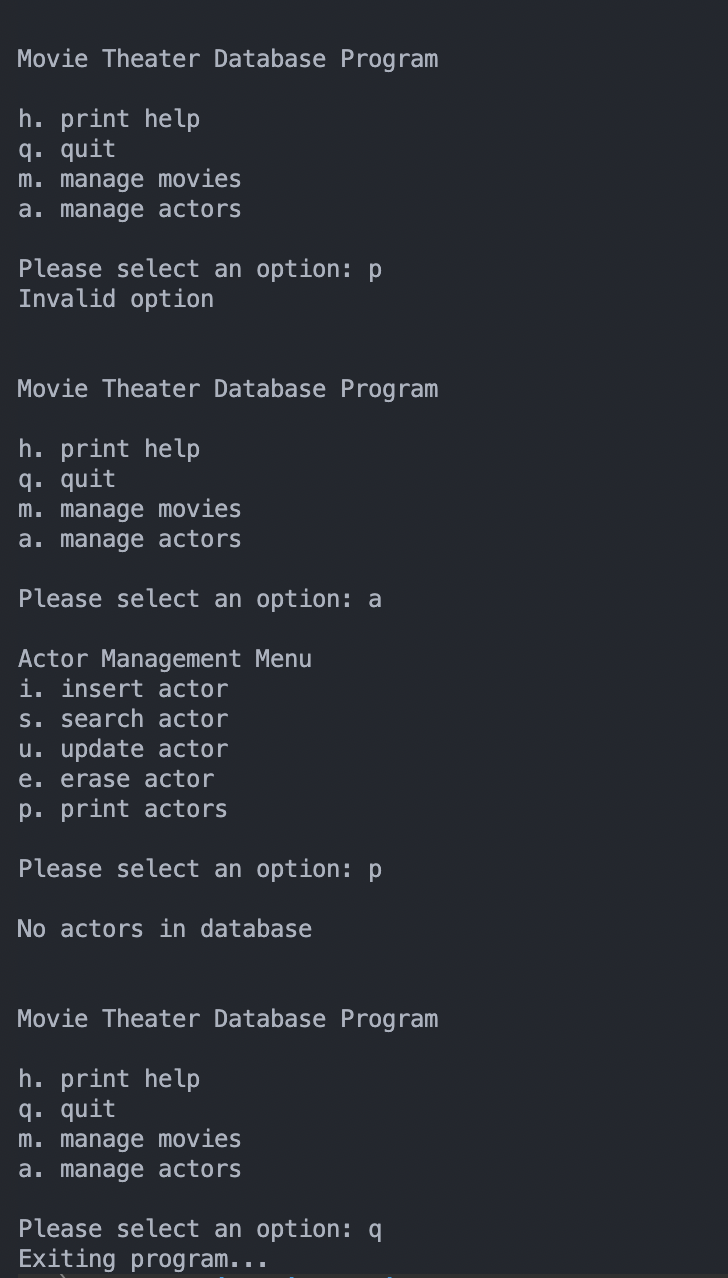 Movie Theater Database Program
h. print help
q. quit
m. manage movies
a. manage actors
Please select an option: p
Invalid option
Movie Theater Database Program
h. print help
q. quit
m. manage movies
a. manage actors
Please select an option: a
Actor Management Menu
i. insert actor
s. search actor
u. update actor
e. erase actor
p. print actors
Please select an option: p
No actors in database
Movie Theater Database Program
h. print help
q. quit
m. manage movies
a. manage actors
Please select an option: q
Exiting program...